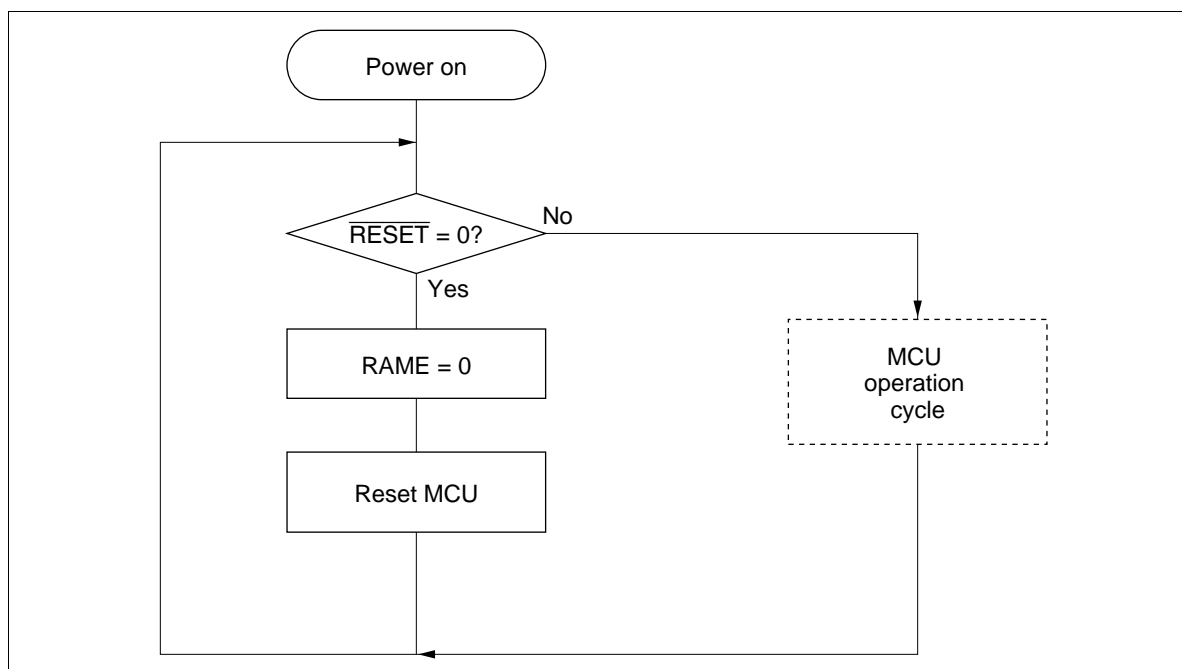 Power on
RESET = 0?
No
Yes
RAME = 0
MCU
operation
cycle
Reset MCU